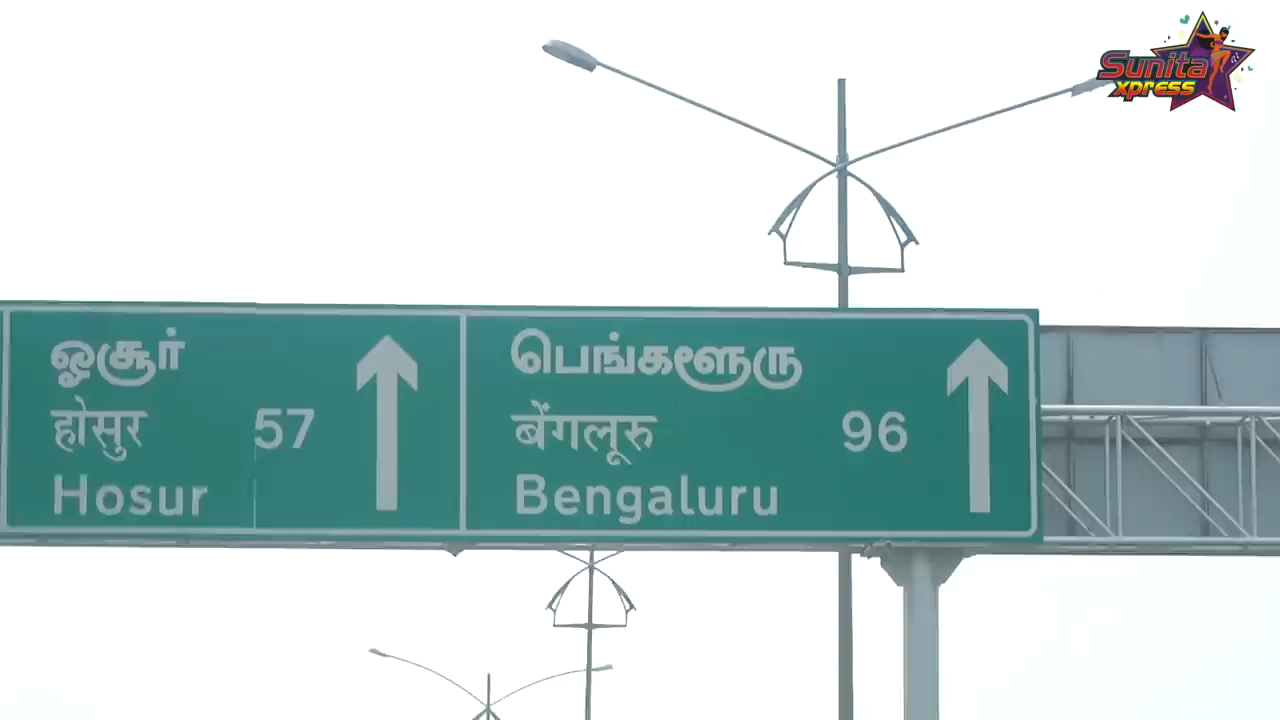 Sunita
xpress
ஓசூர்
होसुर 57
Hosur
பெங்களூரு
बेंगलूरु 96
Bengaluru